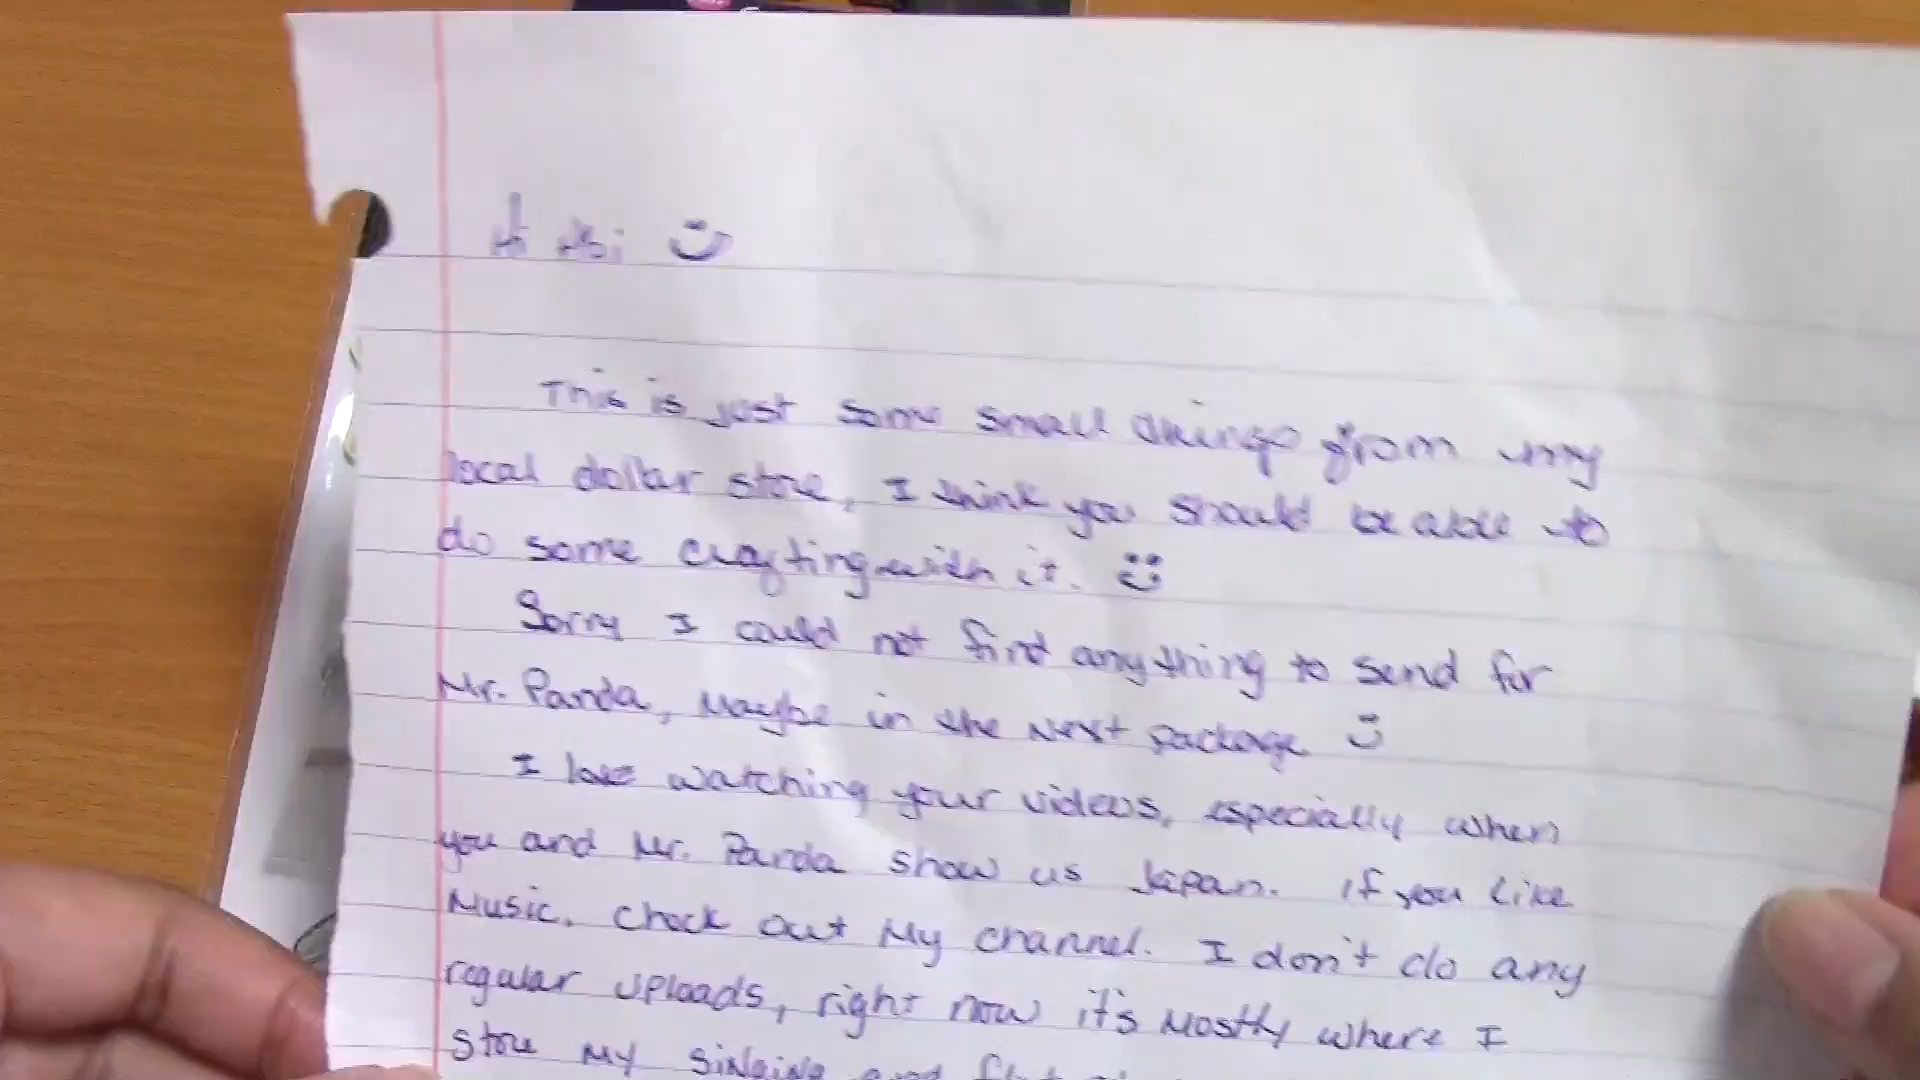 This is just some small things from my
local dollar store, I think you should be able to
do some crafting with it.
Sorry I could not find anything to send for
Mr. Panda, Maybe in the Next package
I love watching your videos, especially when
you and Mr. Panda show us Japan. If you like
Music, check out My channel. I don't do any
regular uploads, right now it's Mostly where I
store My singing and